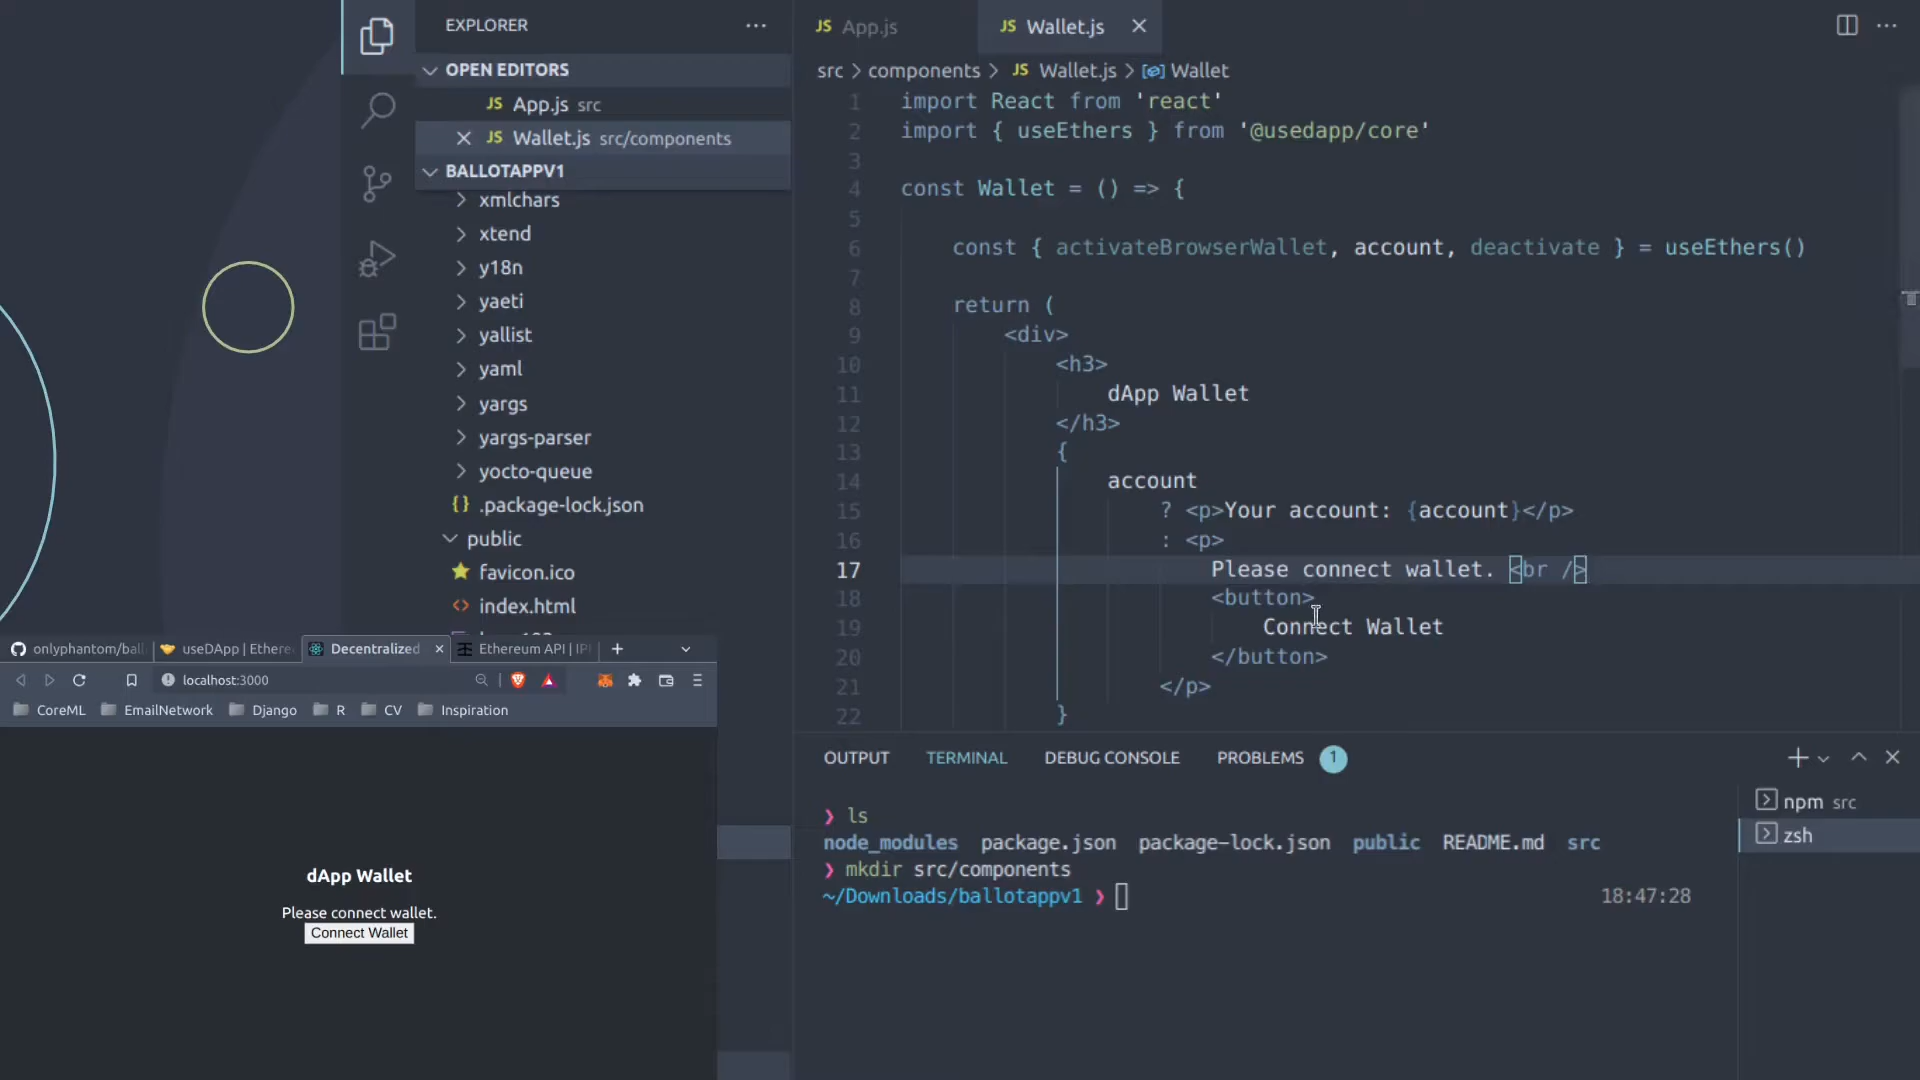 EXPLORER
OPEN EDITORS
JS App.js src
JS Wallet.js src/components
BALLOTAPPV1
xmlchars
xtend
y18n
yaeti
yallist
yaml
yargs
yargs-parser
yocto-queue
{} .package-lock.json
public
favicon.ico
<> index.html
JS App.js
JS Wallet.js
src > components > JS Wallet.js > Wallet
1 import React from 'react'
2 import { useEthers } from '@usedapp/core'
3
4 const Wallet = () => {
5
6 const { activateBrowserWallet, account, deactivate } = useEthers()
7
8 return (
9 <div>
10 <h3>
11 dApp Wallet
12 </h3>
13 {
14 account
15 ? <p>Your account: {account}</p>
16 : <p>
17 Please connect wallet. <br />
18 <button>
19 Connect Wallet
20 </button>
21 </p>
22 }
OUTPUT TERMINAL DEBUG CONSOLE PROBLEMS 1
❯ ls
node_modules package.json package-lock.json public README.md src
❯ mkdir src/components
~/Downloads/ballotappv1 ❯
18:47:28
npm src
zsh
onlyphantom/bal
useDApp | Ethere
Decentralized
Ethereum API | IP
localhost:3000
CoreML EmailNetwork Django R CV Inspiration
dApp Wallet
Please connect wallet.
Connect Wallet